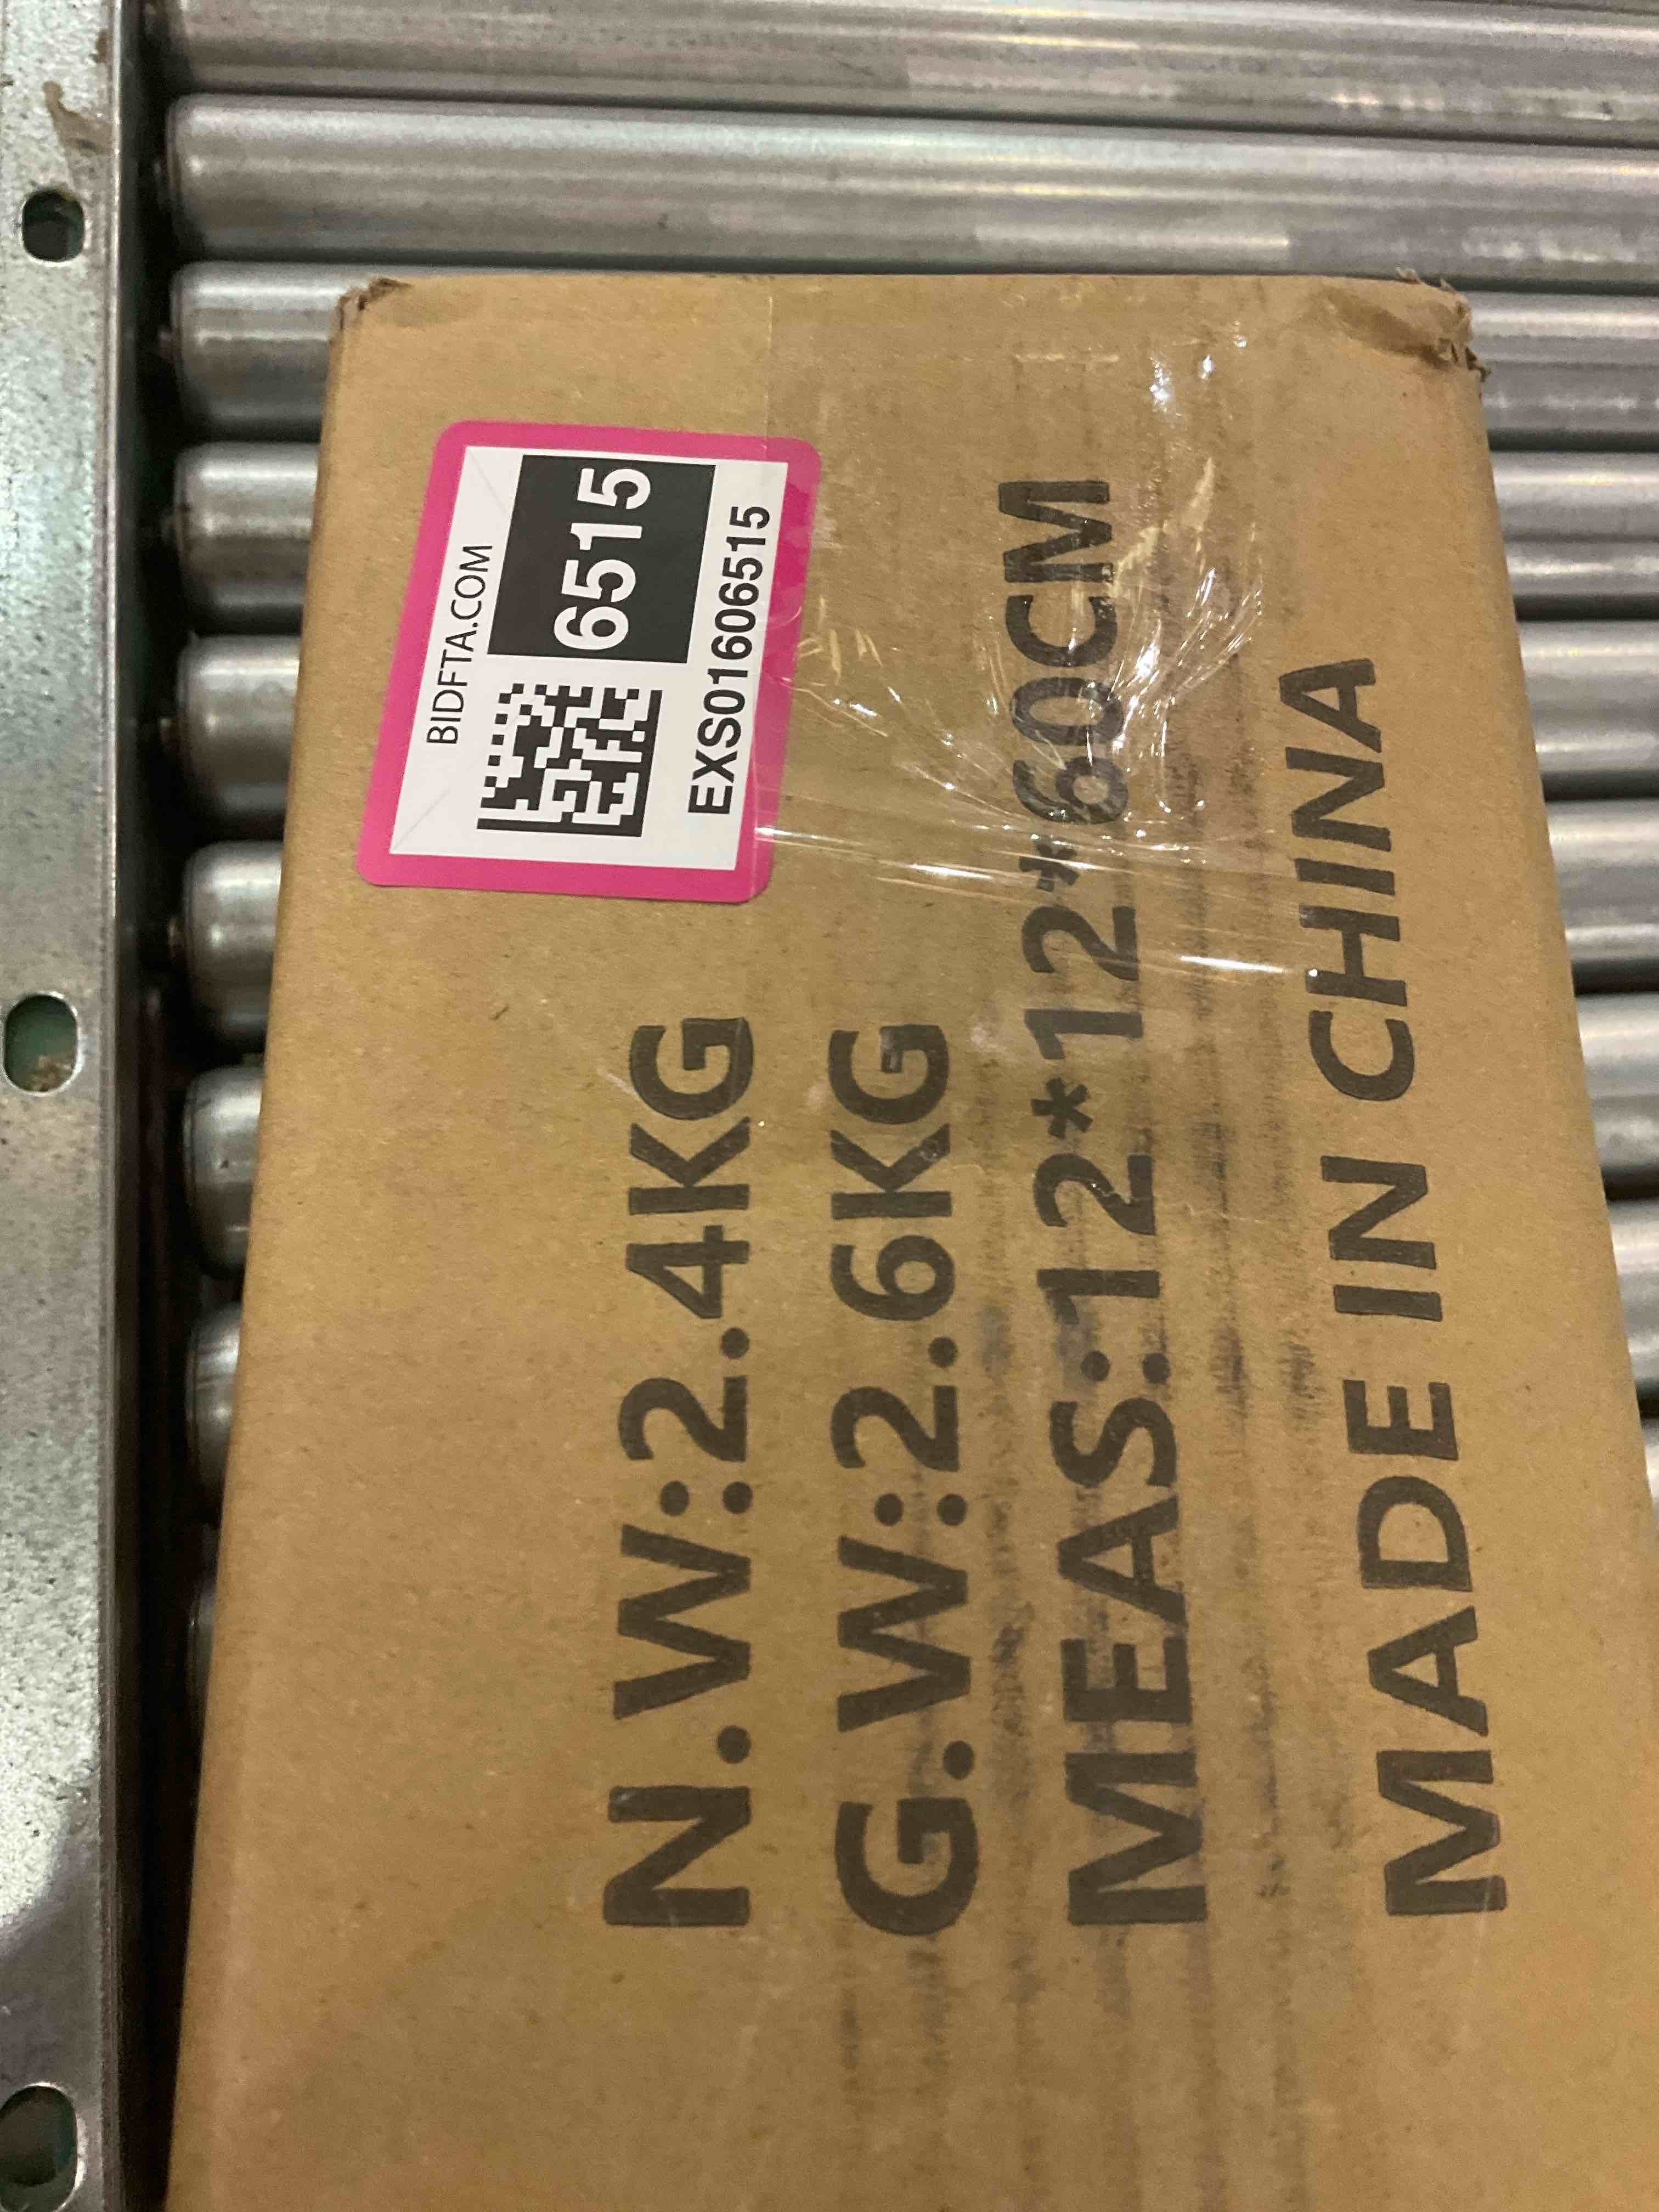 BIDFTA.COM
6515
EXS01606515
N.W:2.4KG
G.W:2.6KG
MEAS:12*12*60CM
MADE IN CHINA